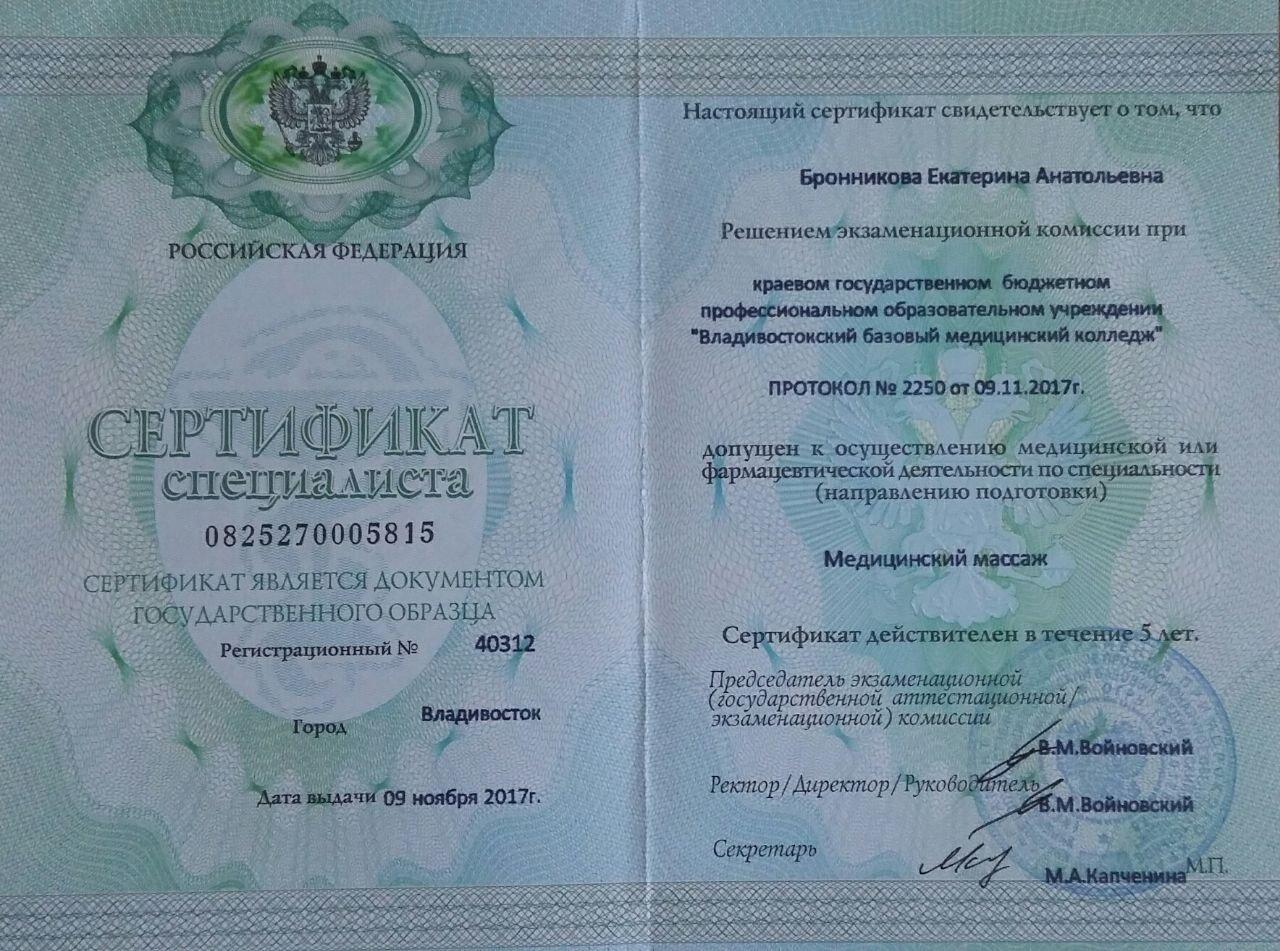 РОССИЙСКАЯ ФЕДЕРАЦИЯ
СЕРТИФИКАТ
специалиста
0825270005815
СЕРТИФИКАТ ЯВЛЯЕТСЯ ДОКУМЕНТОМ
ГОСУДАРСТВЕННОГО ОБРАЗЦА
Регистрационный № 40312
Город Владивосток
Дата выдачи 09 ноября 2017г.
Настоящий сертификат свидетельствует о том, что
Бронникова Екатерина Анатольевна
Решением экзаменационной комиссии при
краевом государственном бюджетном
профессиональном образовательном учреждении
"Владивостокский базовый медицинский колледж"
ПРОТОКОЛ № 2250 от 09.11.2017г.
допущен к осуществлению медицинской или
фармацевтической деятельности по специальности
(направлению подготовки)
Медицинский массаж
Сертификат действителен в течение 5 лет.
Председатель экзаменационной
(государственной аттестационной/
экзаменационной) комиссии
В.М.Войновский
Ректор/Директор/Руководитель
В.М.Войновский
Секретарь
М.А.Капченина М.П.